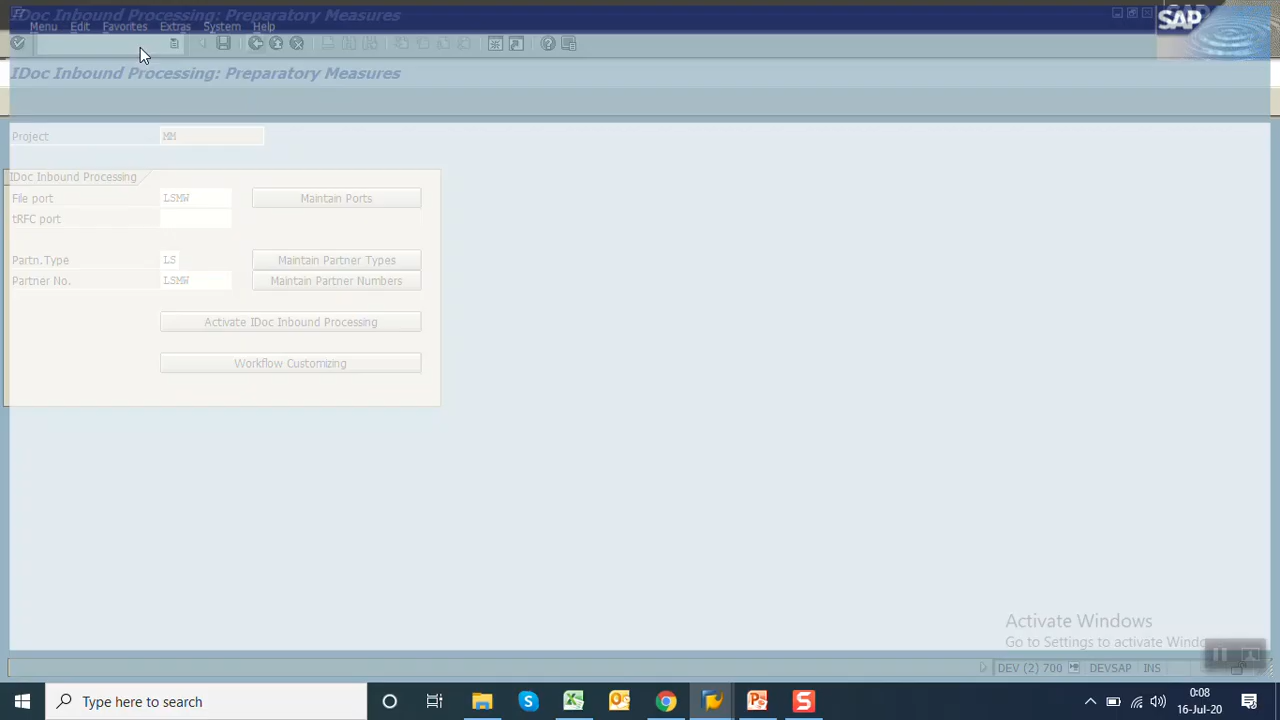 IDoc Inbound Processing: Preparatory Measures
Menu Edit Favorites Extras System Help
SAP
IDoc Inbound Processing: Preparatory Measures
Project MM
IDoc Inbound Processing
File port LSMW Maintain Ports
tRFC port
Partn.Type LS Maintain Partner Types
Partner No. LSMW Maintain Partner Numbers
Activate IDoc Inbound Processing
Workflow Customizing
Activate Windows
Go to Settings to activate
DEV (2) 700 DEVSAP INS
Type here to search
0:08
16-Jul-20